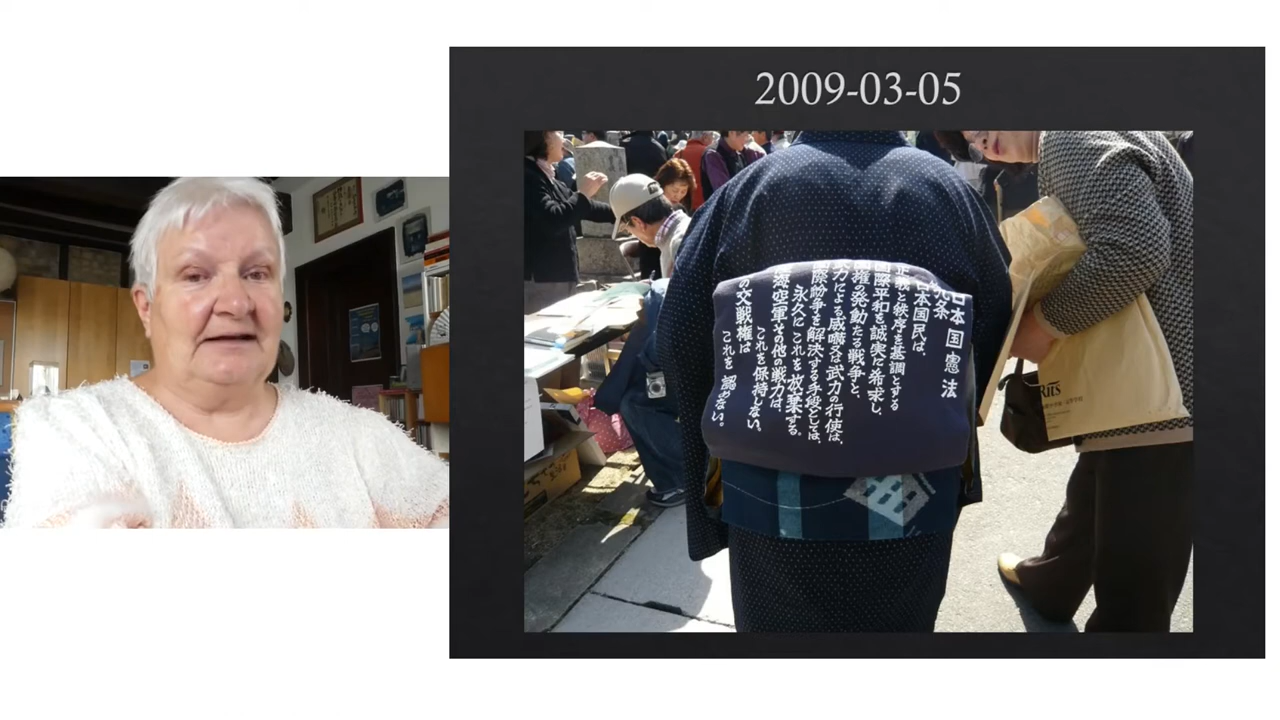 2009-03-05
日本国憲法
九条
日本国民は、
正義と秩序を基調とする
国際平和を誠実に希求し、
権の発動たる戦争と、
力による威嚇又は武力の行使は、
国際紛争を解決する手段としては、
永久にこれを放棄する。
海空軍その他の戦力は、
これを保持しない。
の交戦権は
これを認めない。
Rits